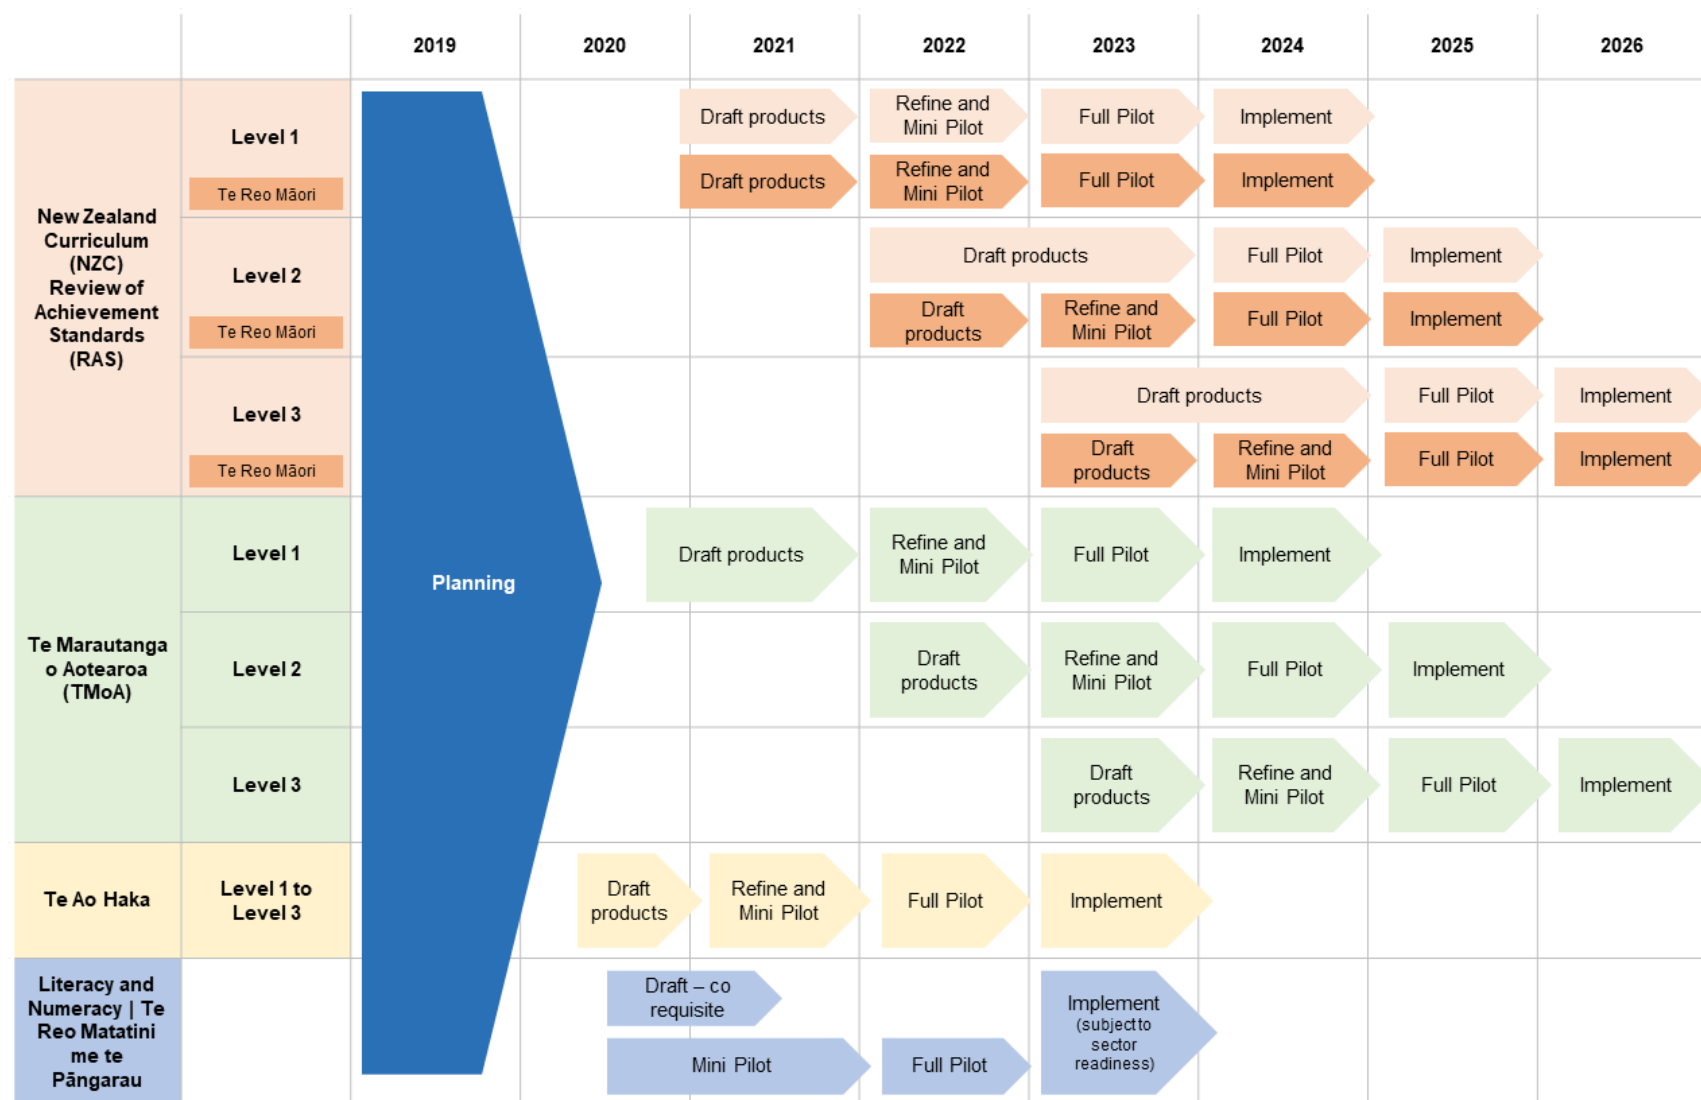 2019 2020 2021 2022 2023 2024 2025 2026
New Zealand
Curriculum
(NZC)
Review of
Achievement
Standards
(RAS)
Level 1
Draft products
Refine and
Mini Pilot
Full Pilot
Implement
Te Reo Māori
Draft products
Refine and
Mini Pilot
Full Pilot
Implement
Level 2
Draft products
Full Pilot
Implement
Te Reo Māori
Draft
products
Refine and
Mini Pilot
Full Pilot
Implement
Level 3
Draft products
Full Pilot
Implement
Te Reo Māori
Draft
products
Refine and
Mini Pilot
Full Pilot
Implement
Planning
Te Marautanga
o Aotearoa
(TMoA)
Level 1
Draft products
Refine and
Mini Pilot
Full Pilot
Implement
Level 2
Draft
products
Refine and
Mini Pilot
Full Pilot
Implement
Level 3
Draft
products
Refine and
Mini Pilot
Full Pilot
Implement
Te Ao Haka
Level 1 to
Level 3
Draft
products
Refine and
Mini Pilot
Full Pilot
Implement
Literacy and
Numeracy | Te
Reo Matatini
me te
Pāngarau
Draft – co
requisite
Mini Pilot
Full Pilot
Implement
(subject to
sector
readiness)